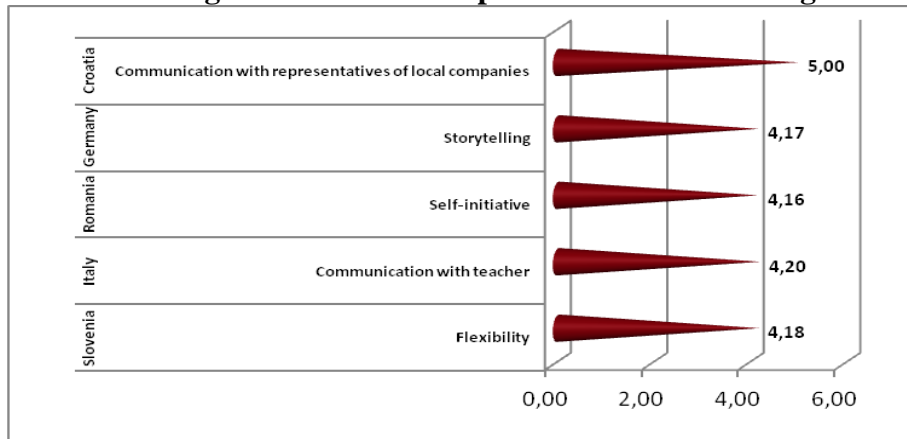 Croatia
Communication with representatives of local companies
5,00
Germany
Storytelling
4,17
Romania
Self-initiative
4,16
Italy
Communication with teacher
4,20
Slovenia
Flexibility
4,18
0,00 2,00 4,00 6,00